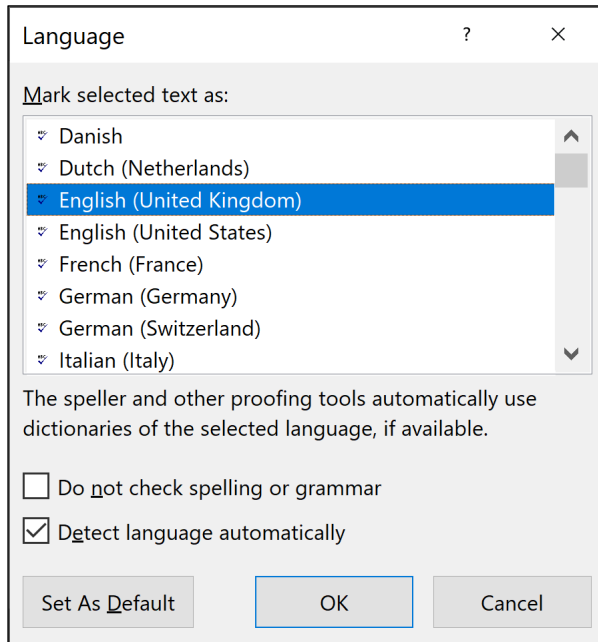 Language ?
Mark selected text as:
Danish
Dutch (Netherlands)
English (United Kingdom)
English (United States)
French (France)
German (Germany)
German (Switzerland)
Italian (Italy)
The speller and other proofing tools automatically use
dictionaries of the selected language, if available.
Do not check spelling or grammar
Detect language automatically
Set As Default OK Cancel